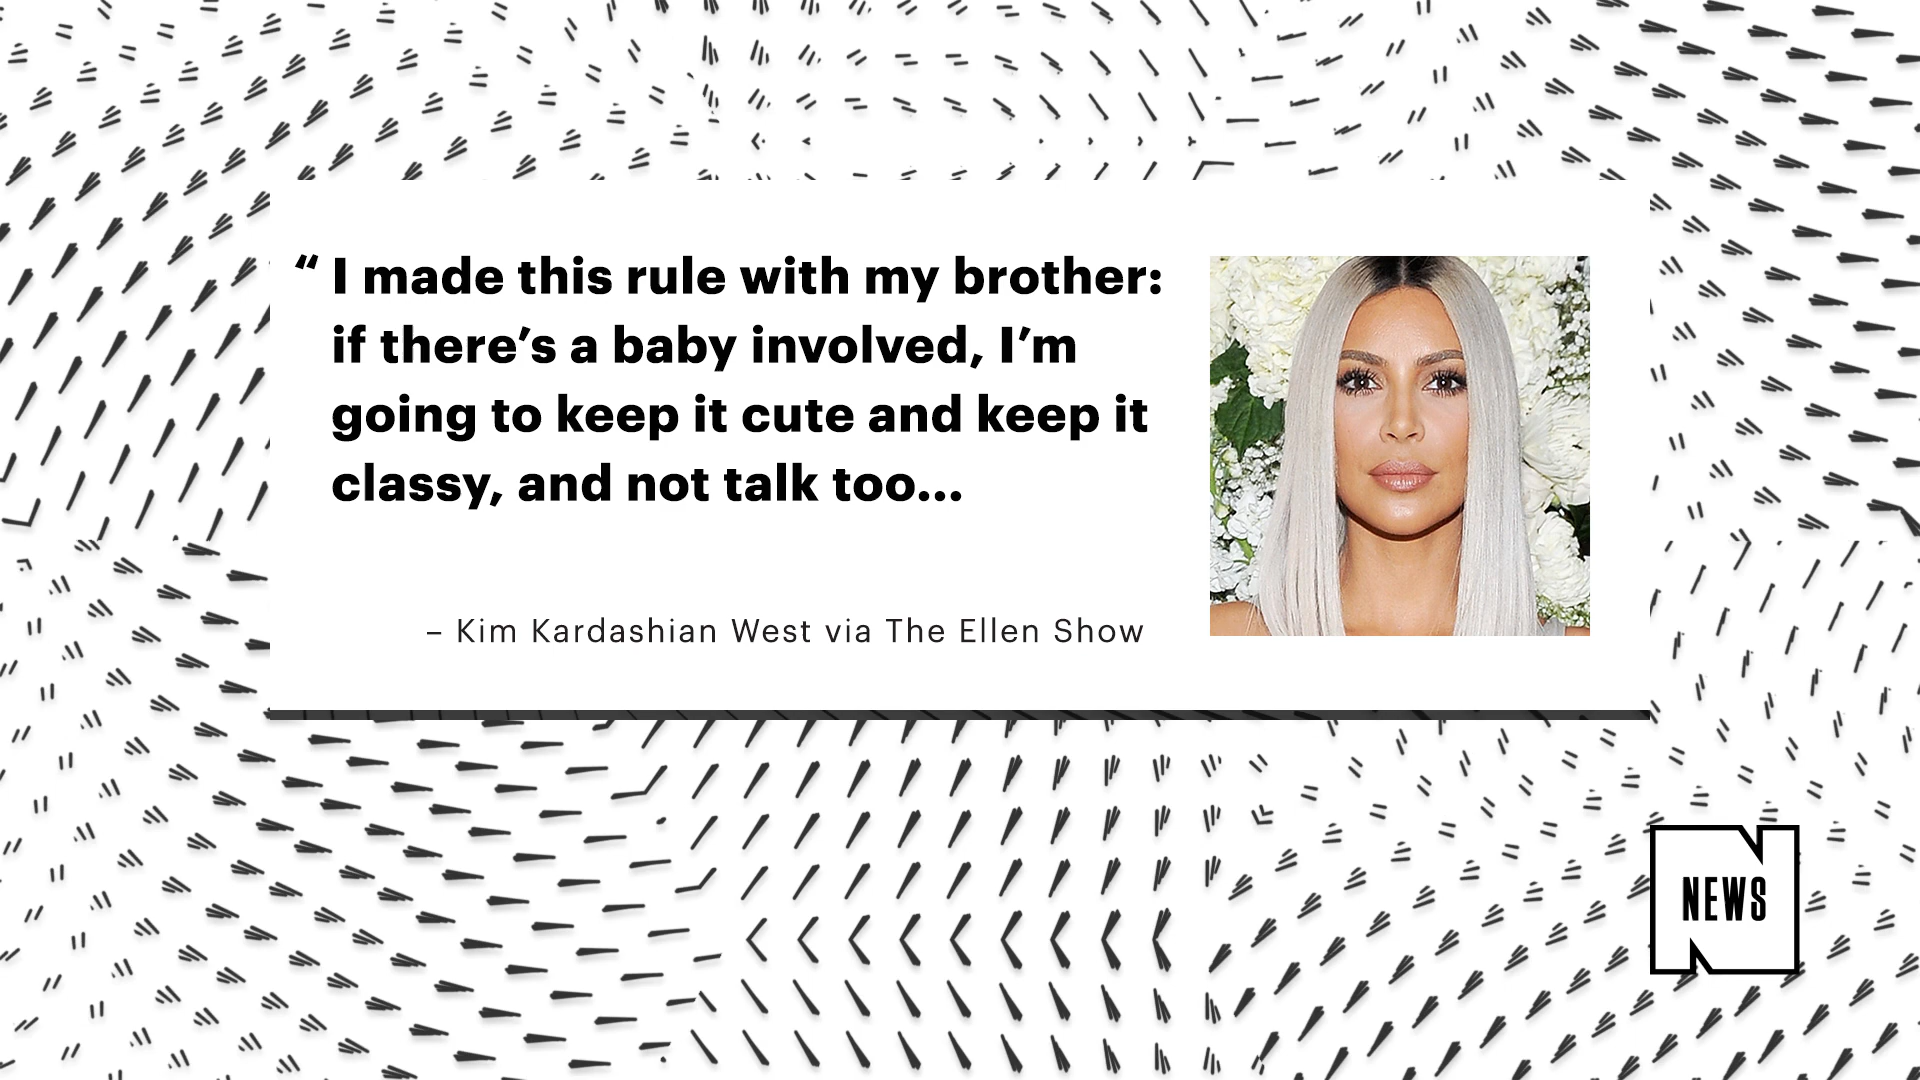 “ I made this rule with my brother:
if there’s a baby involved, I’m
going to keep it cute and keep it
classy, and not talk too...
– Kim Kardashian West via The Ellen Show
NEWS